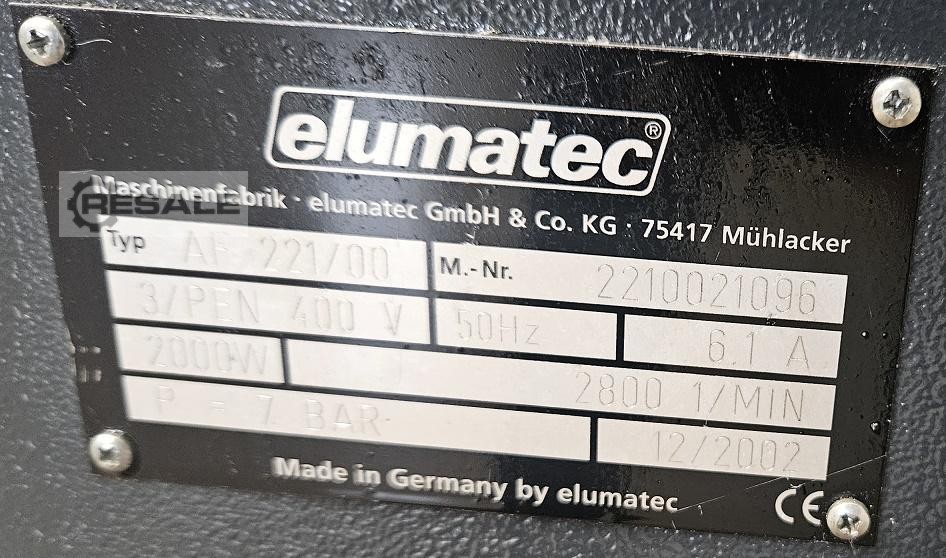 elumatec®
RESALE
Maschinenfabrik · elumatec GmbH & Co. KG · 75417 Mühlacker
Typ AF 221/00 M.-Nr. 2210021096
3/PEN 400 V 50Hz 6.1 A
2000W 2800 1/MIN
P = 7 BAR 12/2002
Made in Germany by elumatec CE